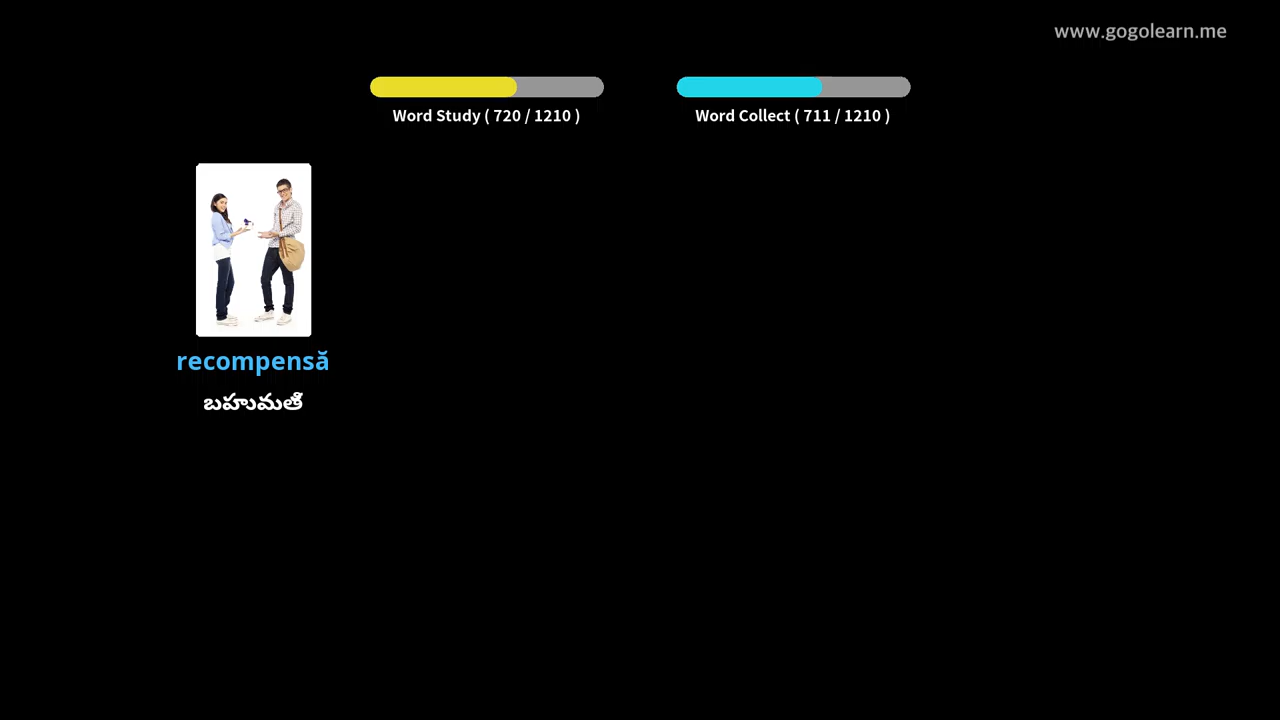 www.gogolearn.me
Word Study ( 720 / 1210 )
Word Collect ( 711 / 1210 )
recompensă
బహుమతి